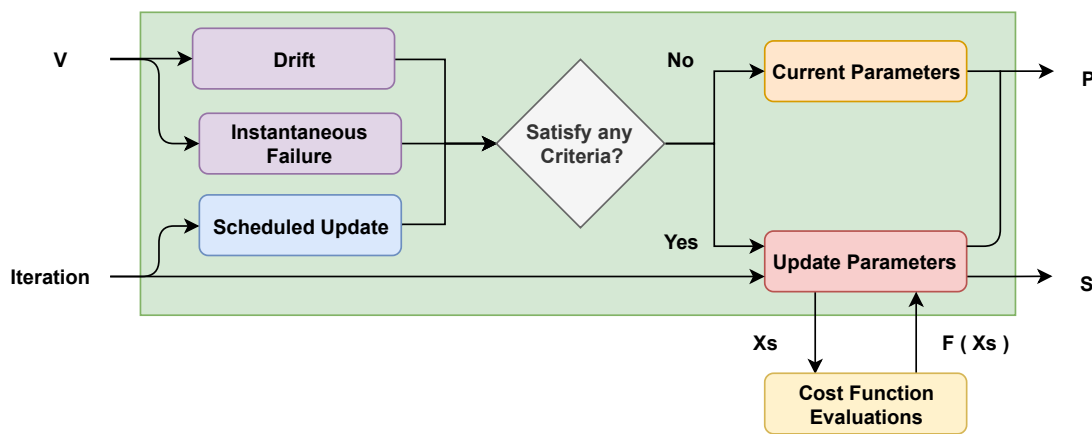 V
Drift
Instantaneous
Failure
Scheduled Update
Iteration
Satisfy any
Criteria?
No
Yes
Current Parameters
Update Parameters
P
S
Xs
F ( Xs )
Cost Function
Evaluations